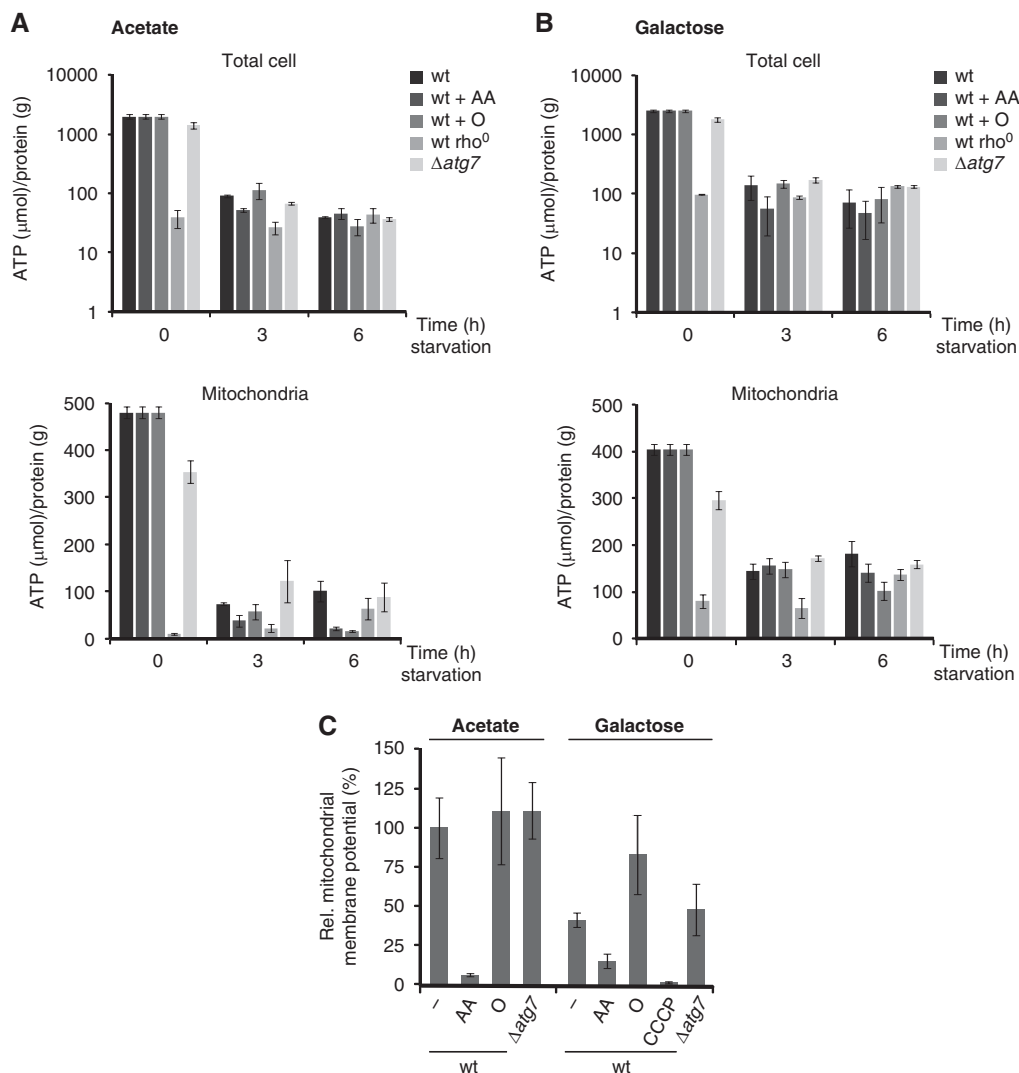 A
Acetate
Total cell
ATP (μmol)/protein (g)
10000
1000
100
10
1
0 3 6
Time (h)
starvation
wt
wt + AA
wt + O
wt rho⁰
Δatg7
Mitochondria
ATP (μmol)/protein (g)
500
400
300
200
100
0
0 3 6
Time (h)
starvation
B
Galactose
Total cell
ATP (μmol)/protein (g)
10000
1000
100
10
1
0 3 6
Time (h)
starvation
wt
wt + AA
wt + O
wt rho⁰
Δatg7
Mitochondria
ATP (μmol)/protein (g)
500
400
300
200
100
0
0 3 6
Time (h)
starvation
C
Acetate Galactose
Rel. mitochondrial
membrane potential (%)
150
125
100
75
50
25
0
– AA O Δatg7 – AA O CCCP Δatg7
wt wt